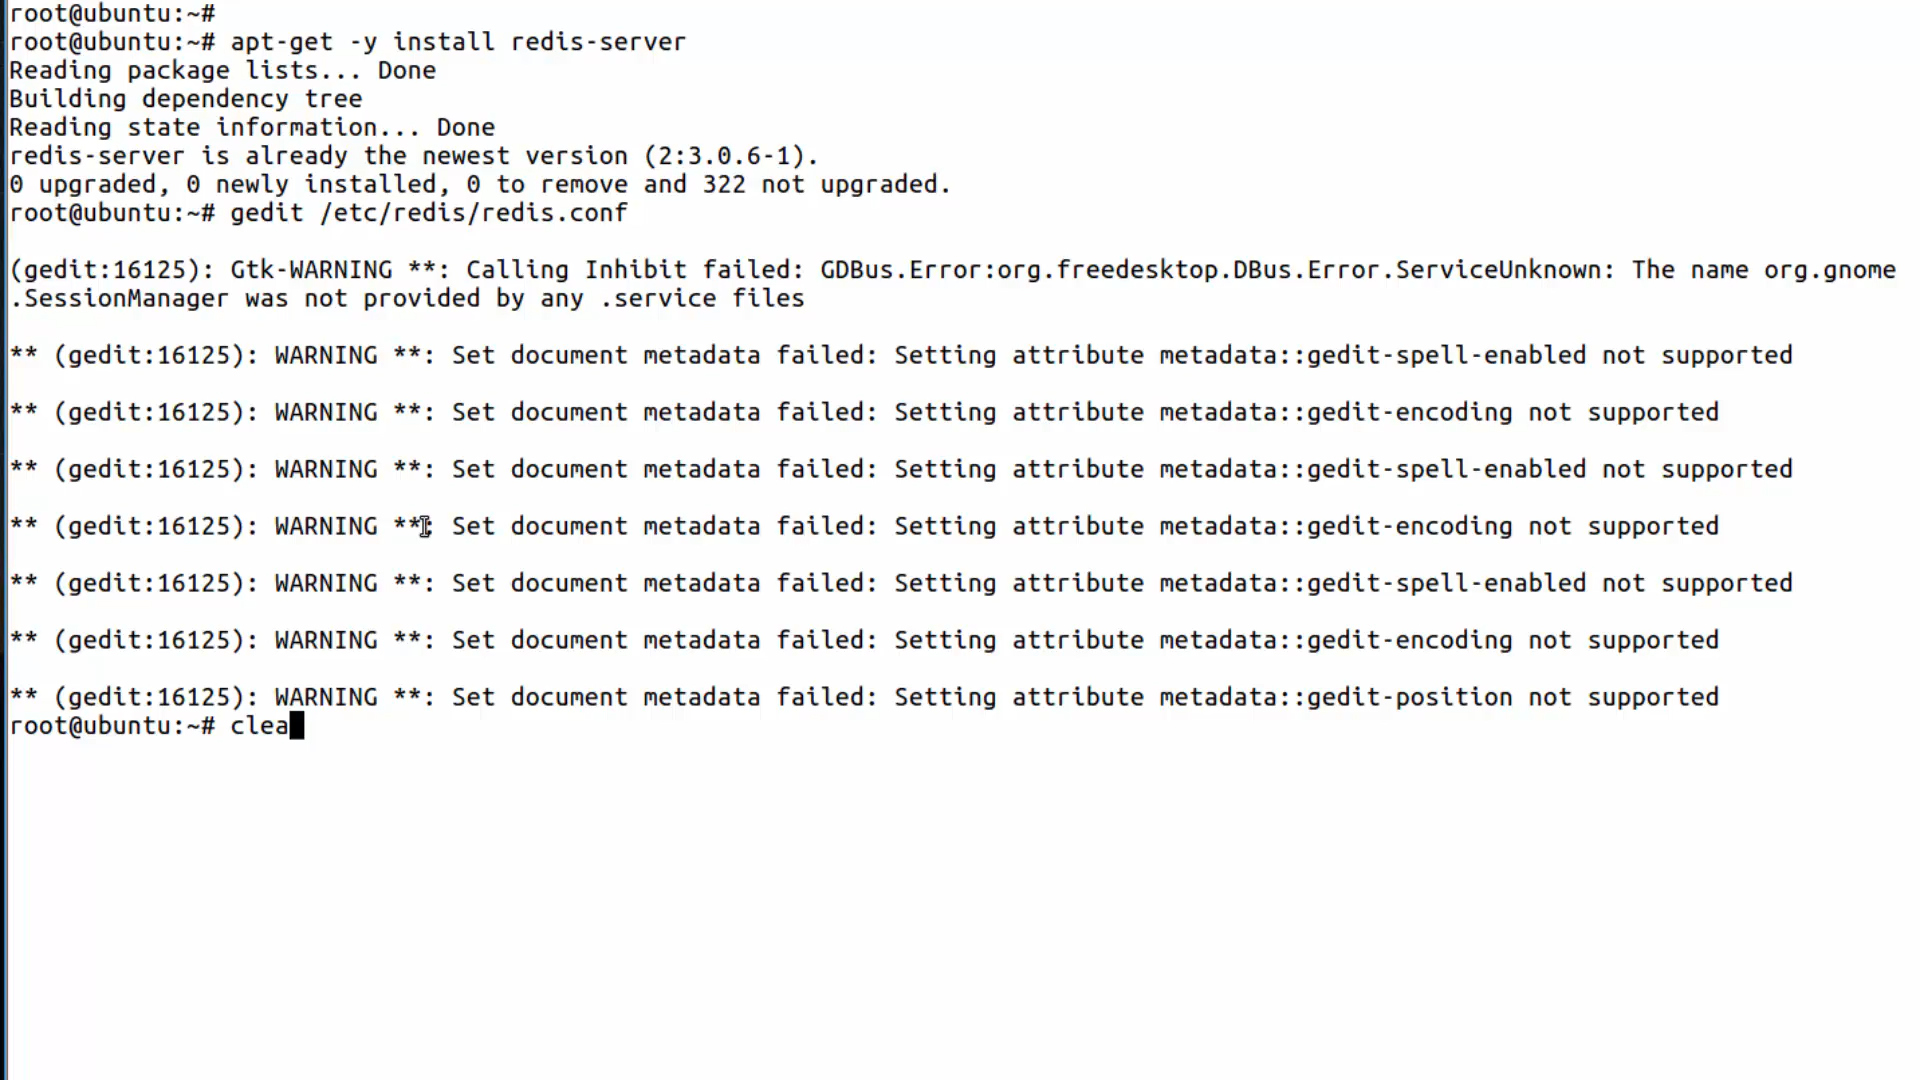 root@ubuntu:~#
root@ubuntu:~# apt-get -y install redis-server
Reading package lists... Done
Building dependency tree
Reading state information... Done
redis-server is already the newest version (2:3.0.6-1).
0 upgraded, 0 newly installed, 0 to remove and 322 not upgraded.
root@ubuntu:~# gedit /etc/redis/redis.conf
(gedit:16125): Gtk-WARNING **: Calling Inhibit failed: GDBus.Error:org.freedesktop.DBus.Error.ServiceUnknown: The name org.gnome
.SessionManager was not provided by any .service files
** (gedit:16125): WARNING **: Set document metadata failed: Setting attribute metadata::gedit-spell-enabled not supported
** (gedit:16125): WARNING **: Set document metadata failed: Setting attribute metadata::gedit-encoding not supported
** (gedit:16125): WARNING **: Set document metadata failed: Setting attribute metadata::gedit-spell-enabled not supported
** (gedit:16125): WARNING **: Set document metadata failed: Setting attribute metadata::gedit-encoding not supported
** (gedit:16125): WARNING **: Set document metadata failed: Setting attribute metadata::gedit-spell-enabled not supported
** (gedit:16125): WARNING **: Set document metadata failed: Setting attribute metadata::gedit-encoding not supported
** (gedit:16125): WARNING **: Set document metadata failed: Setting attribute metadata::gedit-position not supported
root@ubuntu:~# clea